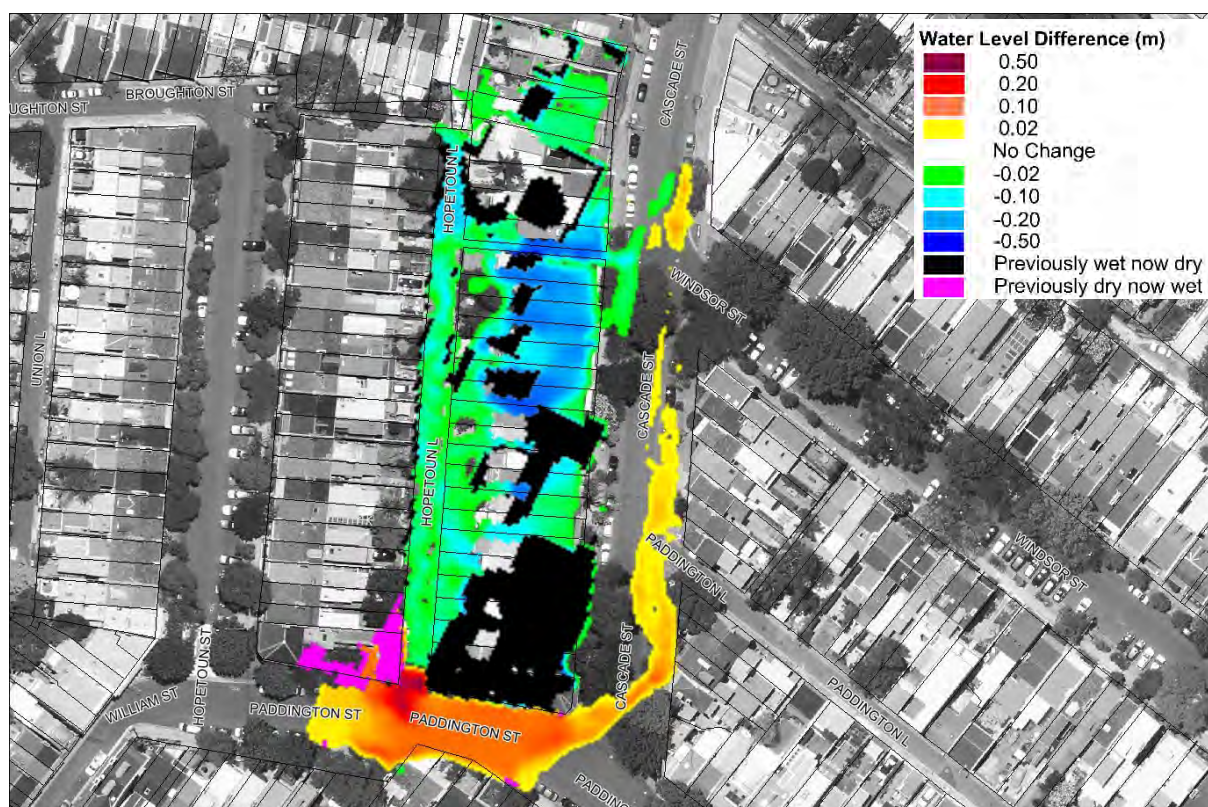 Water Level Difference (m)
0.50
0.20
0.10
0.02
No Change
-0.02
-0.10
-0.20
-0.50
Previously wet now dry
Previously dry now wet
BROUGHTON ST
UGHTON ST
CASCADE ST
HOPETOUN L
WINDSOR ST
UNION L
CASCADE ST
HOPETOUN L
PADDINGTON L
WINDSOR ST
CASCADE ST
HOPETOUN ST
WILLIAM ST
PADDINGTON ST
PADDINGTON ST
PADDINGTON L
PADDING